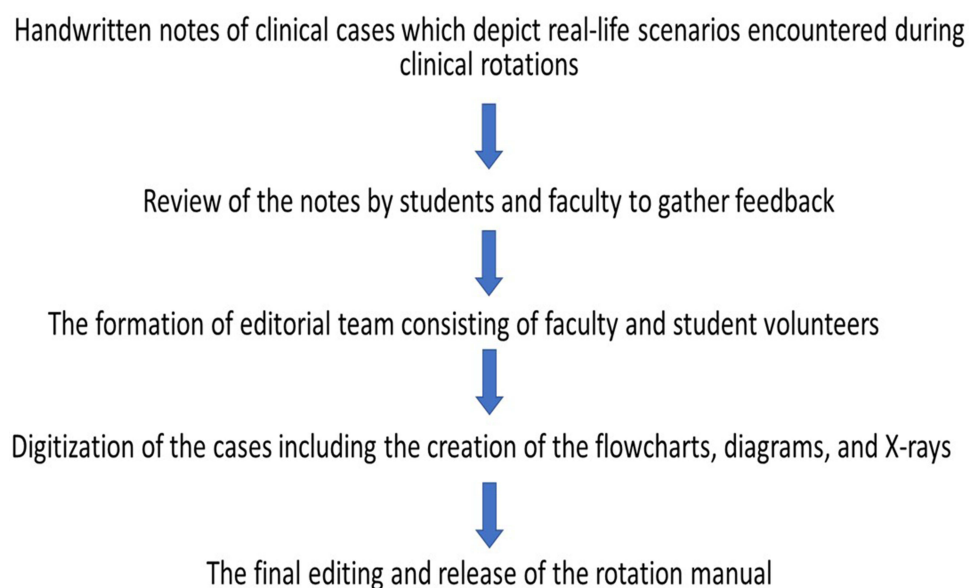 Handwritten notes of clinical cases which depict real-life scenarios encountered during
clinical rotations
Review of the notes by students and faculty to gather feedback
The formation of editorial team consisting of faculty and student volunteers
Digitization of the cases including the creation of the flowcharts, diagrams, and X-rays
The final editing and release of the rotation manual